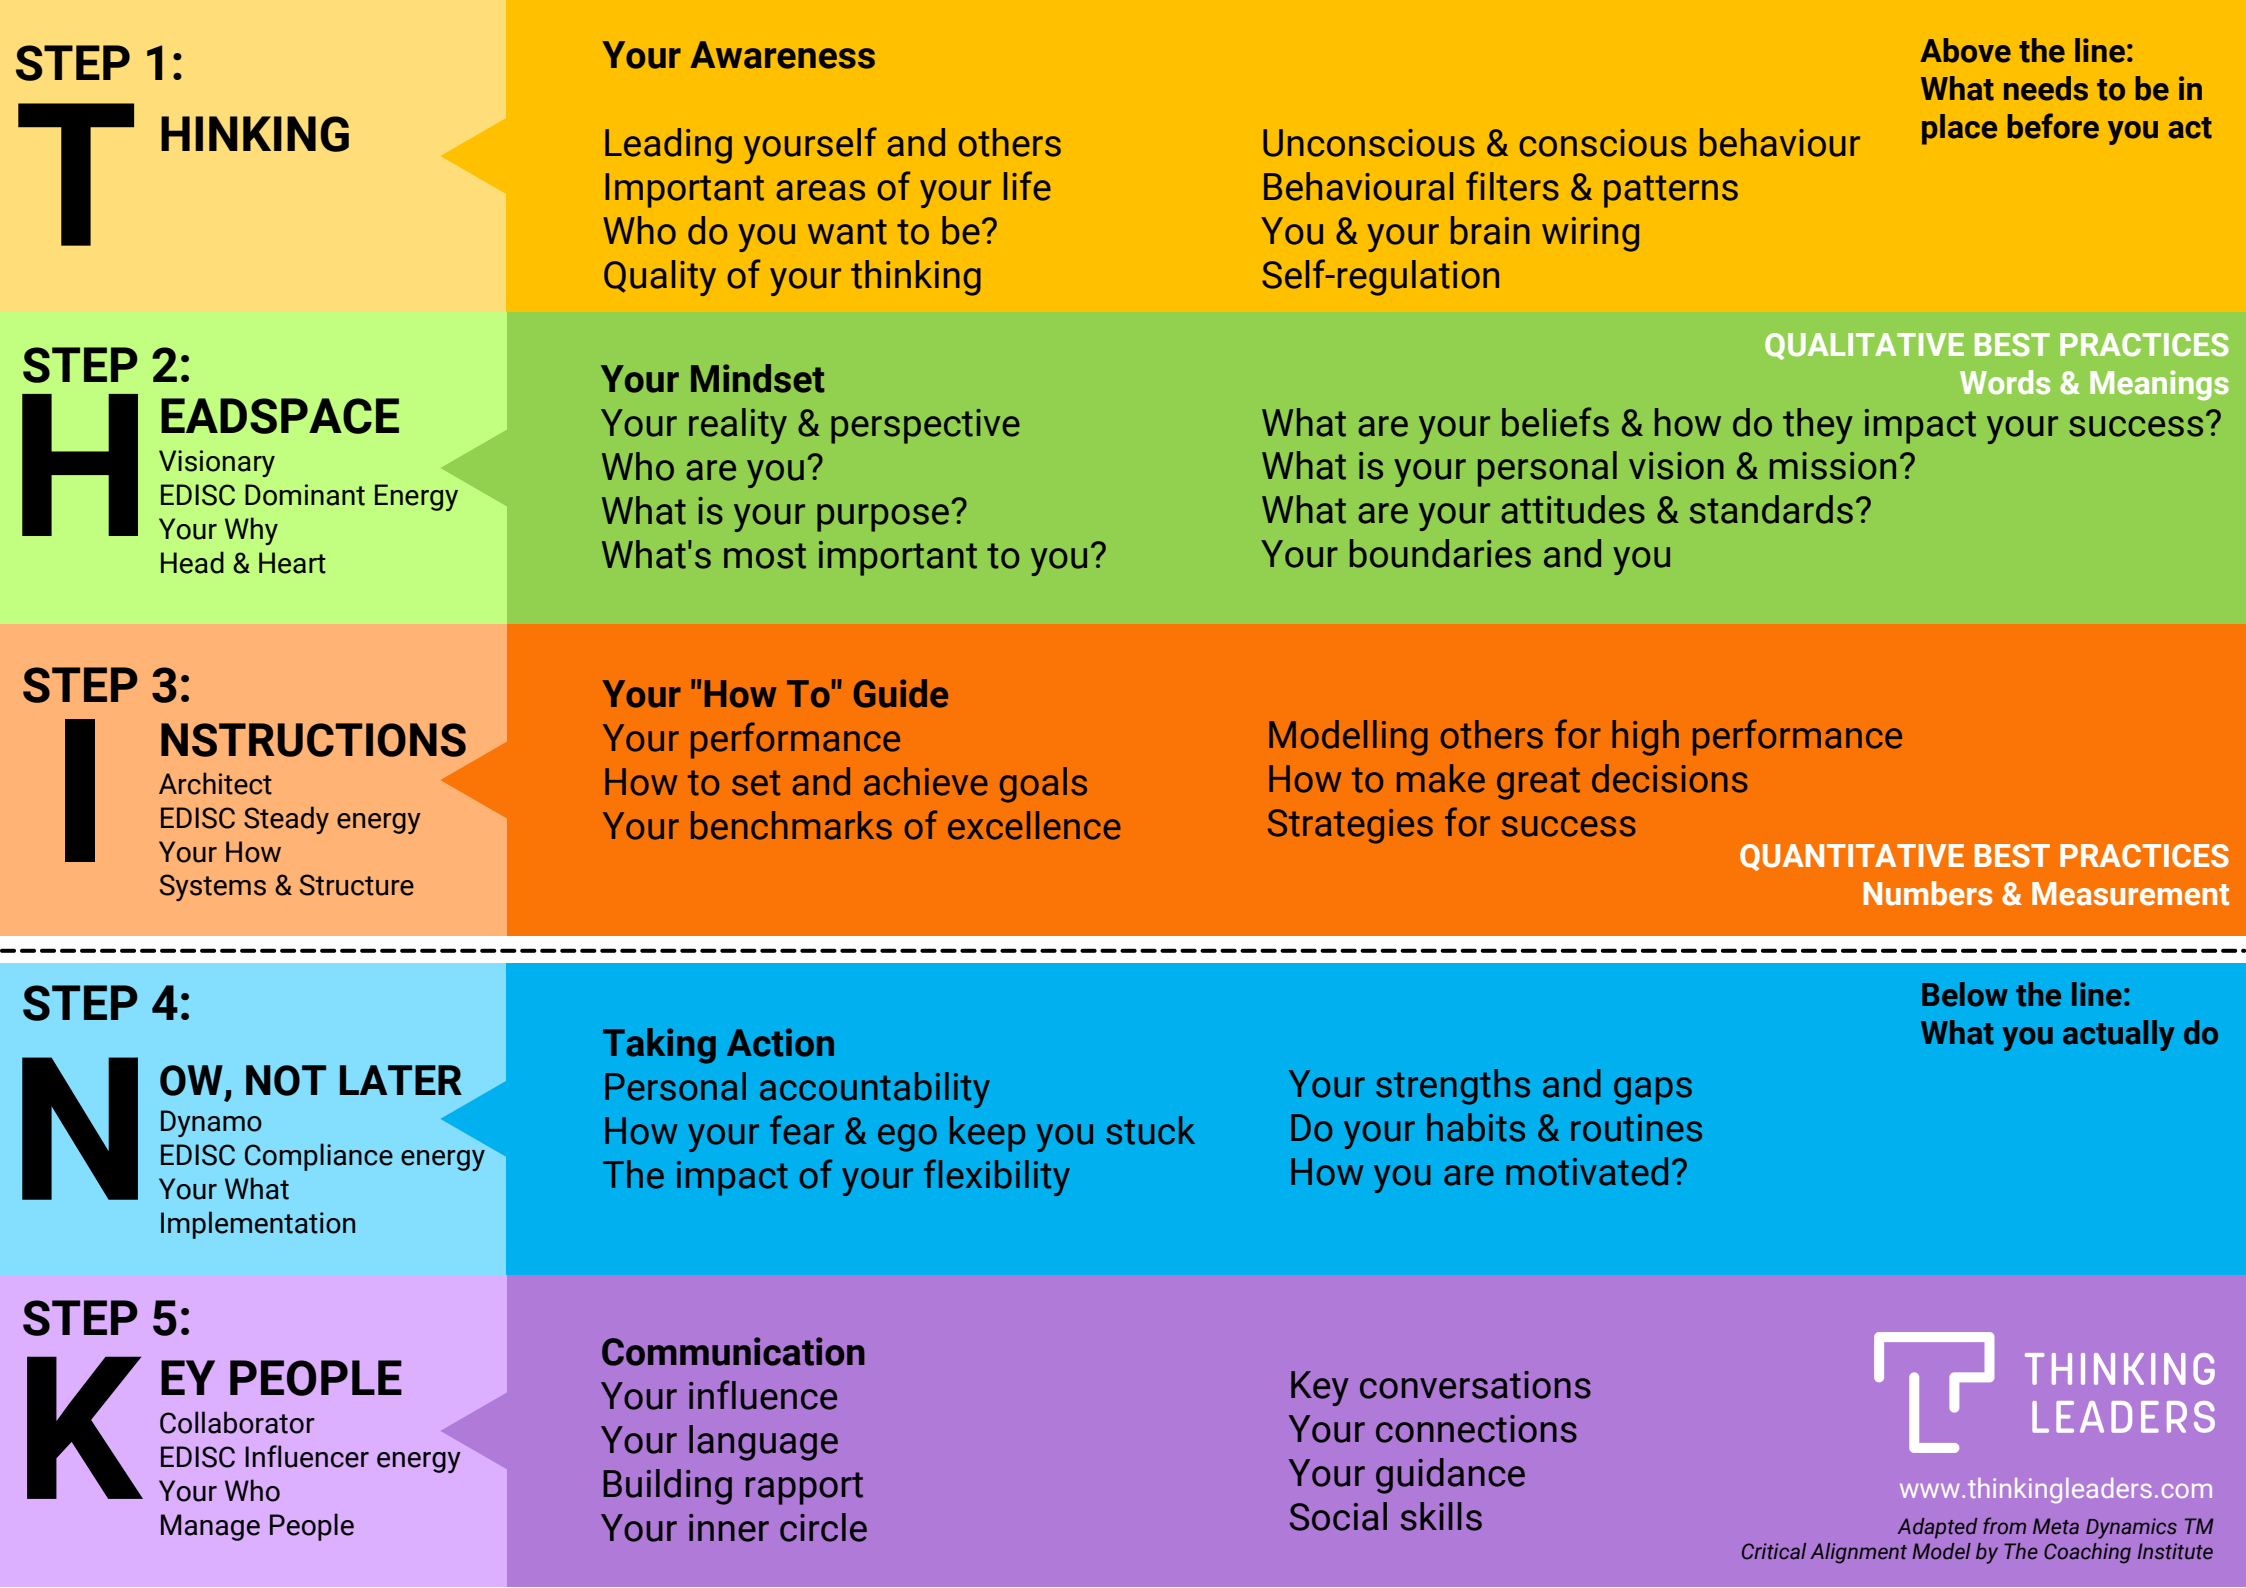 STEP 1:
THINKING
Your Awareness
Leading yourself and others
Important areas of your life
Who do you want to be?
Quality of your thinking
Unconscious & conscious behaviour
Behavioural filters & patterns
You & your brain wiring
Self-regulation
Above the line:
What needs to be in
place before you act
STEP 2:
HEADSPACE
Visionary
EDISC Dominant Energy
Your Why
Head & Heart
Your Mindset
Your reality & perspective
Who are you?
What is your purpose?
What's most important to you?
QUALITATIVE BEST PRACTICES
Words & Meanings
What are your beliefs & how do they impact your success?
What is your personal vision & mission?
What are your attitudes & standards?
Your boundaries and you
STEP 3:
INSTRUCTIONS
Architect
EDISC Steady energy
Your How
Systems & Structure
Your "How To" Guide
Your performance
How to set and achieve goals
Your benchmarks of excellence
Modelling others for high performance
How to make great decisions
Strategies for success
QUANTITATIVE BEST PRACTICES
Numbers & Measurement
STEP 4:
NOW, NOT LATER
Dynamo
EDISC Compliance energy
Your What
Implementation
Taking Action
Personal accountability
How your fear & ego keep you stuck
The impact of your flexibility
Your strengths and gaps
Do your habits & routines
How you are motivated?
Below the line:
What you actually do
STEP 5:
KEY PEOPLE
Collaborator
EDISC Influencer energy
Your Who
Manage People
Communication
Your influence
Your language
Building rapport
Your inner circle
Key conversations
Your connections
Your guidance
Social skills
THINKING
LEADERS
www.thinkingleaders.com
Adapted from Meta Dynamics TM
Critical Alignment Model by The Coaching Institute